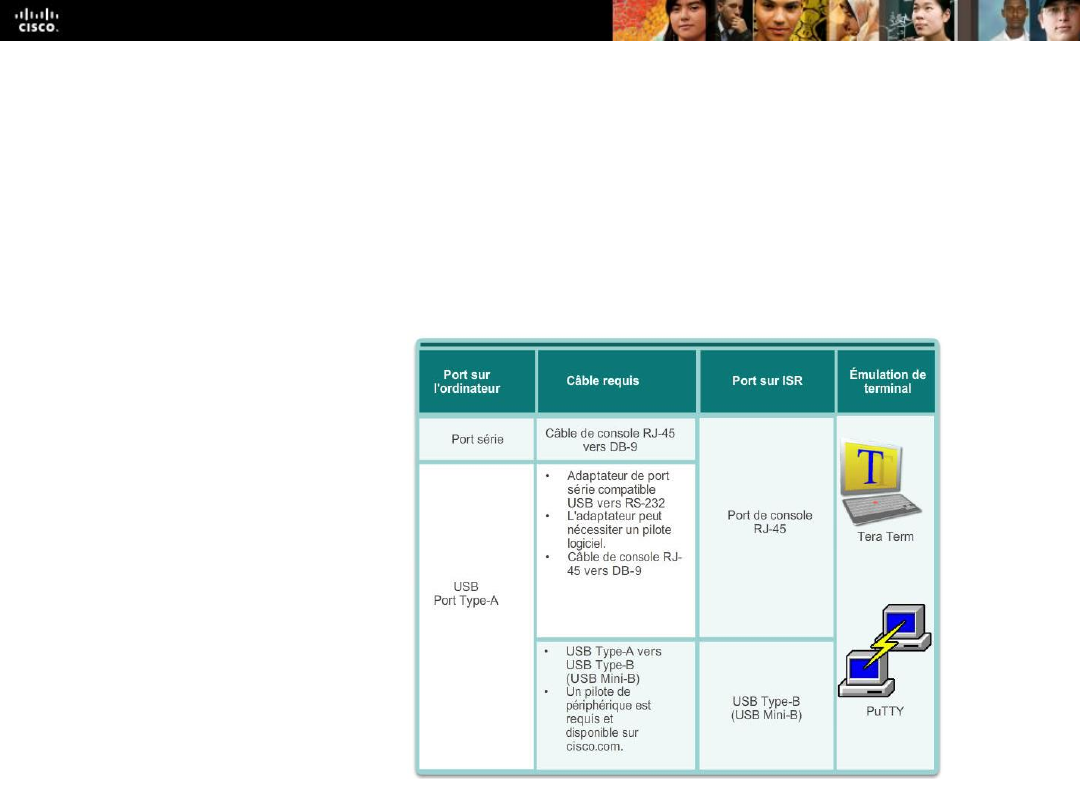 CISCO.
Port sur
l'ordinateur
Câble requis
Port sur ISR
Émulation de
terminal
Port série
Câble de console RJ-45
vers DB-9
• Adaptateur de port
série compatible
USB vers RS-232
• L'adaptateur peut
nécessiter un pilote
logiciel.
• Câble de console RJ-
45 vers DB-9
Port de console
RJ-45
T
Tera Term
USB
Port Type-A
• USB Type-A vers
USB Type-B
(USB Mini-B)
• Un pilote de
périphérique est
requis et
disponible sur
cisco.com.
USB Type-B
(USB Mini-B)
PuTTY